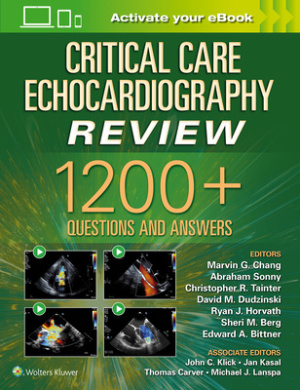 Activate your eBook
CRITICAL CARE
ECHOCARDIOGRAPHY
REVIEW
1200+
QUESTIONS AND ANSWERS
EDITORS
Marvin G. Chang
Abraham Sonny
Christopher R. Tainter
David M. Dudzinski
Ryan J. Horvath
Sheri M. Berg
Edward A. Bittner
ASSOCIATE EDITORS
John C. Klick • Jan Kasal
Thomas Carver • Michael J. Lanspa
Wolters Kluwer